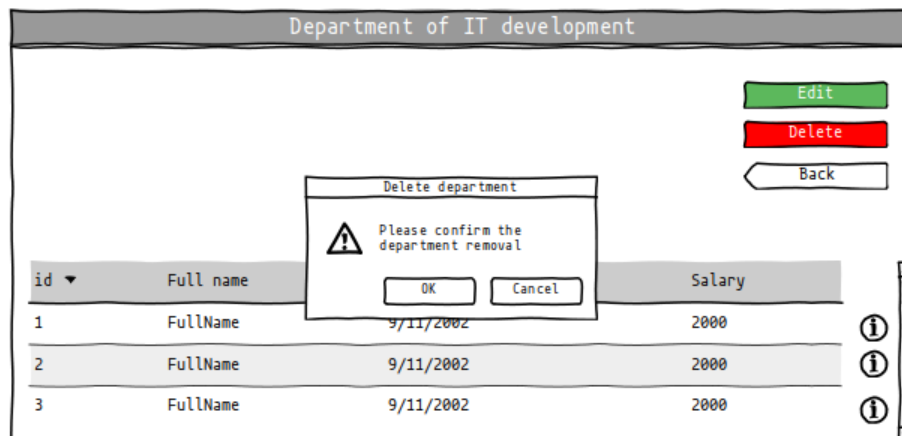 Department of IT development
Edit
Delete
Back
Delete department
Please confirm the
department removal
OK Cancel
id Full name Salary
1 FullName 9/11/2002 2000
2 FullName 9/11/2002 2000
3 FullName 9/11/2002 2000